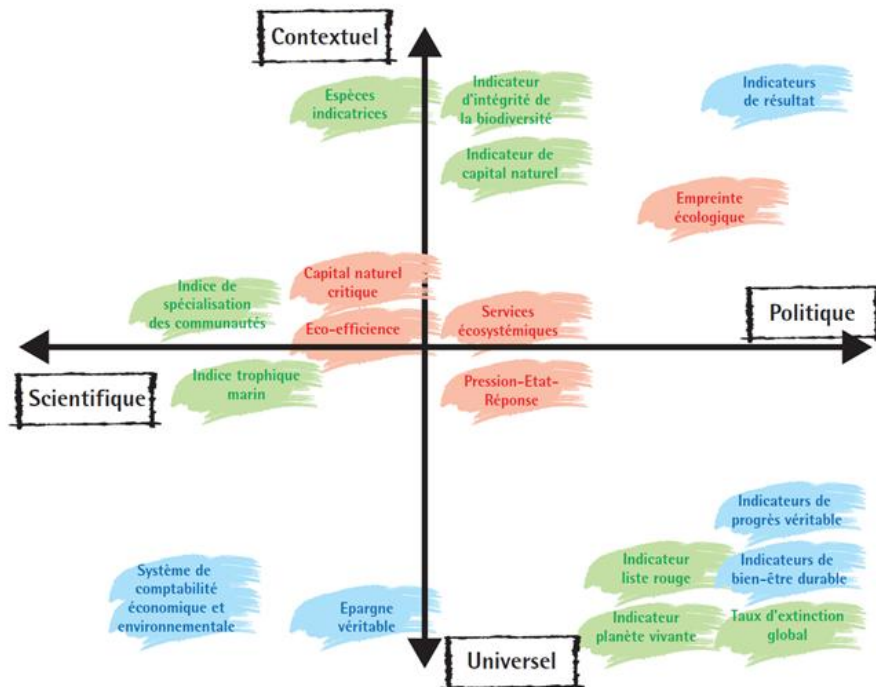 Contextuel
Espèces
indicatrices
Indicateur
d'intégrité de
la biodiversité
Indicateurs
de résultat
Indicateur de
capital naturel
Empreinte
écologique
Capital naturel
critique
Indice de
spécialisation
des communautés
Eco-efficience
Services
écosystémiques
Politique
Scientifique
Indice trophique
marin
Pression-Etat-
Réponse
Indicateurs de
progrès véritable
Système de
comptabilité
économique et
environnementale
Epargne
véritable
Indicateur
liste rouge
Indicateurs de
bien-être durable
Indicateur
planète vivante
Taux d'extinction
global
Universel